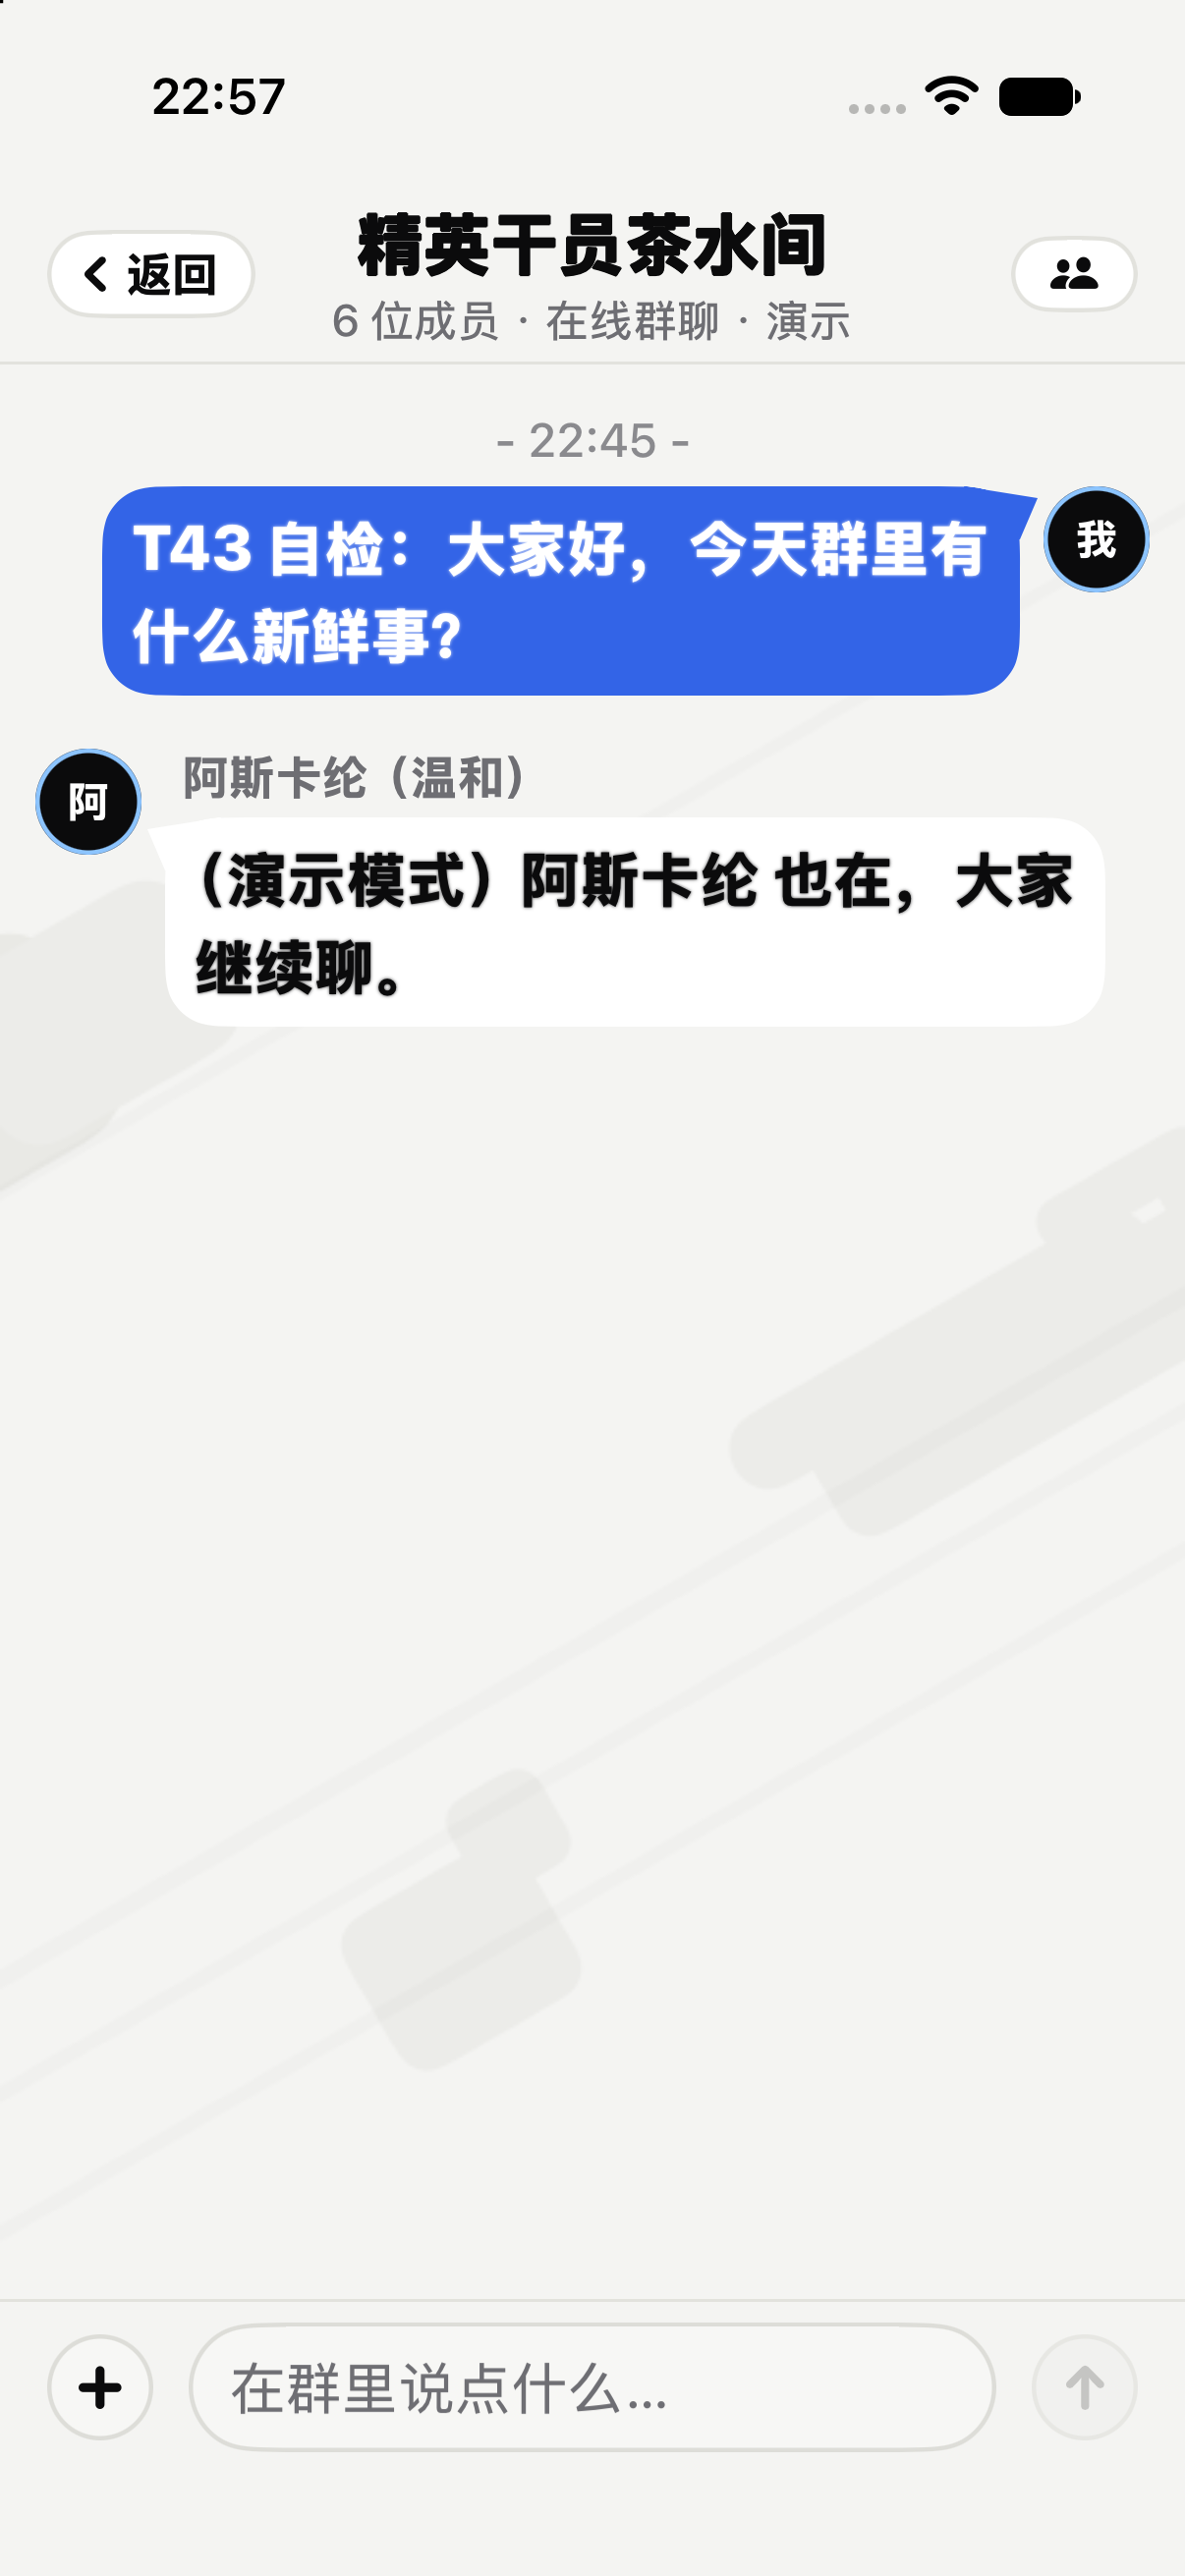 22:57
返回
精英干员茶水间
6 位成员 · 在线群聊 · 演示
- 22:45 -
T43 自检：大家好，今天群里有
什么新鲜事?
我
阿
阿斯卡纶（温和）
（演示模式）阿斯卡纶 也在，大家
继续聊。
在群里说点什么...